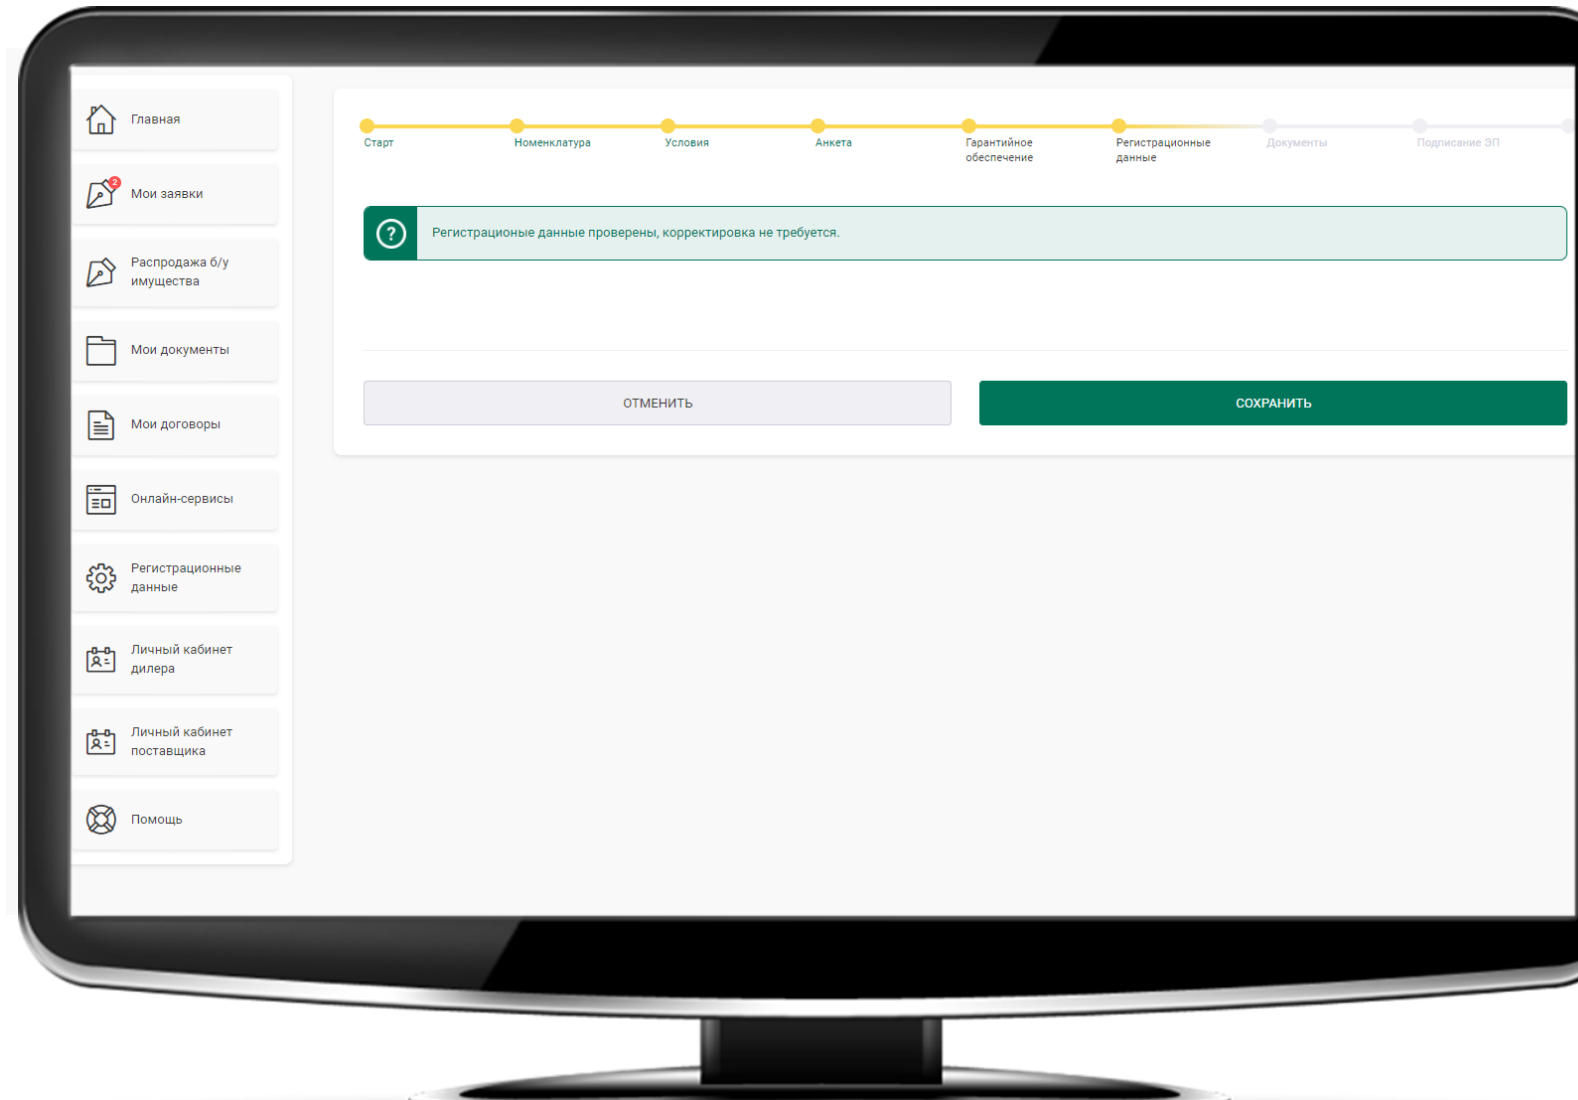 Главная
2
Мои заявки
Распродажа б/у
имущества
Мои документы
Мои договоры
Онлайн-сервисы
Регистрационные
данные
Личный кабинет
дилера
Личный кабинет
поставщика
Помощь
Старт
Номенклатура
Условия
Анкета
Гарантийное
обеспечение
Регистрационные
данные
Документы
Подписание ЭП
? Регистрационые данные проверены, корректировка не требуется.
ОТМЕНИТЬ
СОХРАНИТЬ